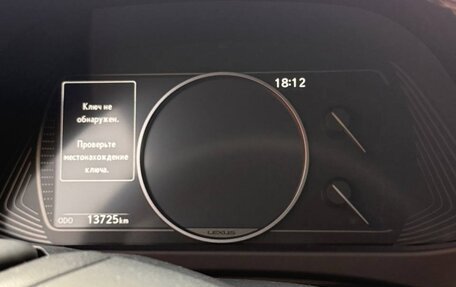 18:12
Ключ не
обнаружен.
Проверьте
местонахождение
ключа.
ODO 13725km
LEXUS